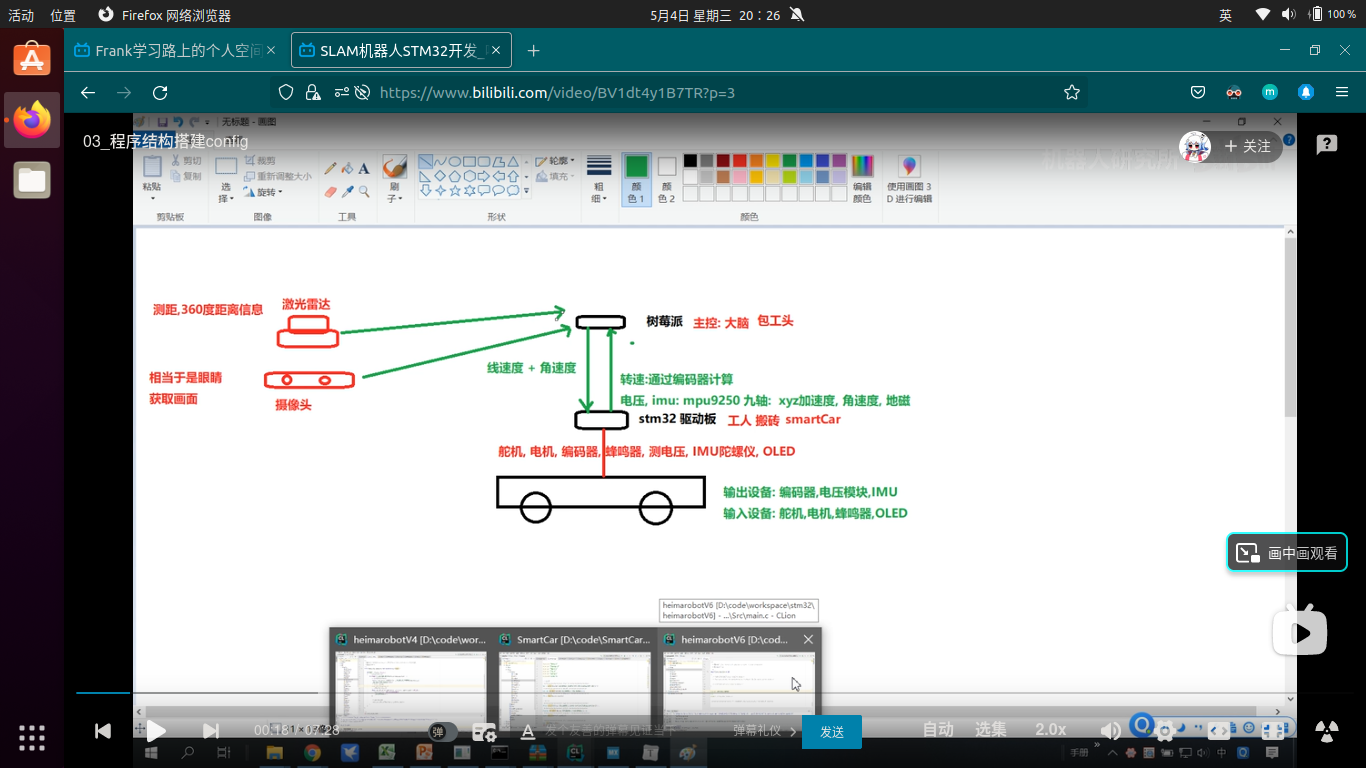 活动 位置 Firefox 网络浏览器 5月4日 星期三 20：26 英 100 %
Frank学习路上的个人空间 SLAM机器人STM32开发_
https://www.bilibili.com/video/BV1dt4y1B7TR?p=3
无标题 - 画图
03_程序结构搭建config
+ 关注
粘贴 剪切 复制 选择 裁剪 重新调整大小 旋转 刷子 轮廓 填充 粗细 颜色 1 颜色 2 编辑颜色 使用画图 3D 进行编辑
剪贴板 图像 工具 形状 颜色
测距,360度距离信息 激光雷达
树莓派 主控: 大脑 包工头
线速度 + 角速度
相当于是眼睛
获取画面
摄像头
转速:通过编码器计算
电压, imu: mpu9250 九轴: xyz加速度, 角速度, 地磁
stm32 驱动板 工人 搬砖 smartCar
舵机, 电机, 编码器, 蜂鸣器, 测电压, IMU陀螺仪, OLED
输出设备: 编码器,电压模块,IMU
输入设备: 舵机,电机,蜂鸣器,OLED
画中画观看
heimarobotV6 [D:\code\workspace\stm32\
heimarobotV6] - ...\Src\main.c - CLion
heimarobotV4 [D:\code\wor... SmartCar [D:\code\SmartCar... heimarobotV6 [D:\cod...
00:18 / 07:28 弹 发个友善的弹幕见证当下 弹幕礼仪 发送 自动 选集 2.0x
手册 中